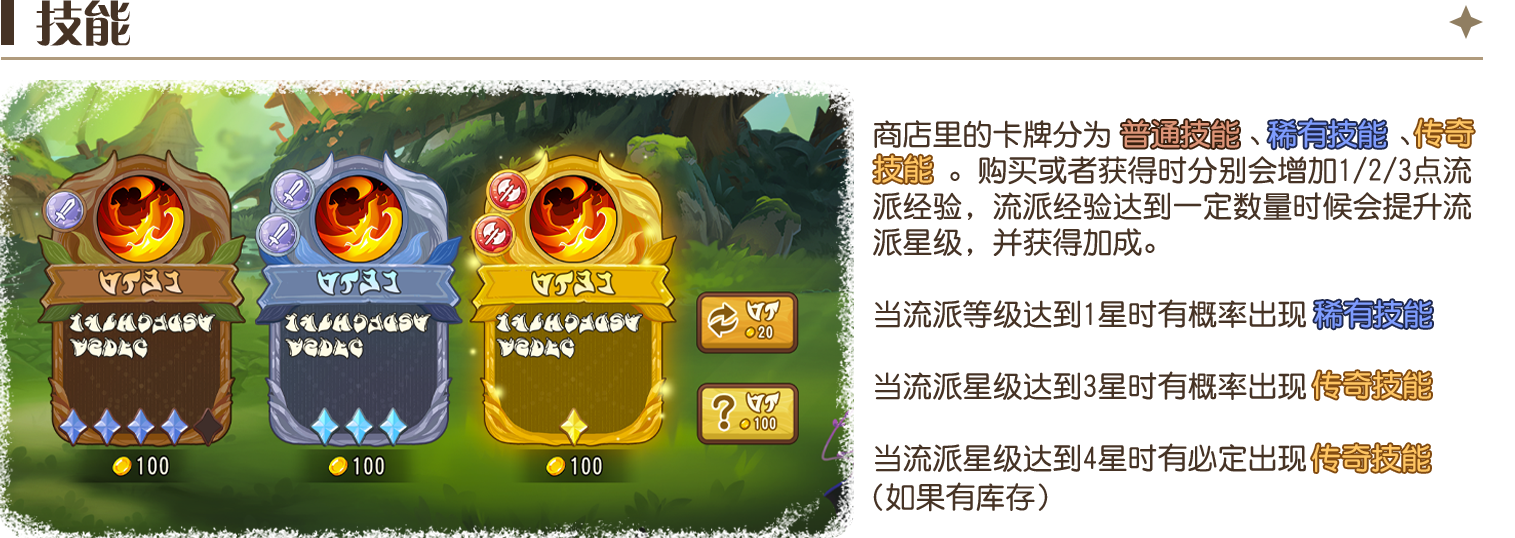 技能
商店里的卡牌分为 普通技能、稀有技能、传奇
技能 。购买或者获得时分别会增加1/2/3点流
派经验，流派经验达到一定数量时候会提升流
派星级，并获得加成。
当流派等级达到1星时有概率出现 稀有技能
当流派星级达到3星时有概率出现 传奇技能
当流派星级达到4星时有必定出现 传奇技能
（如果有库存）
20
?
100
100
100
100